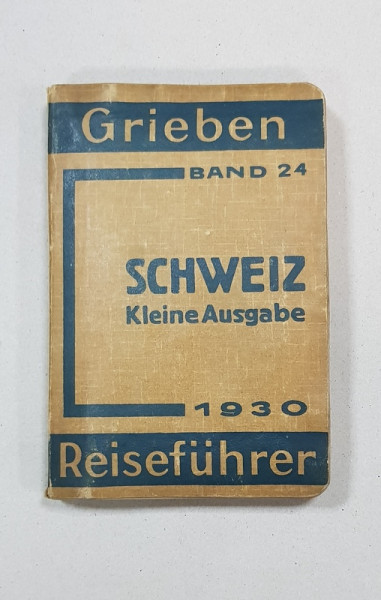 Grieben
BAND 24
SCHWEIZ
Kleine Ausgabe
1930
Reiseführer